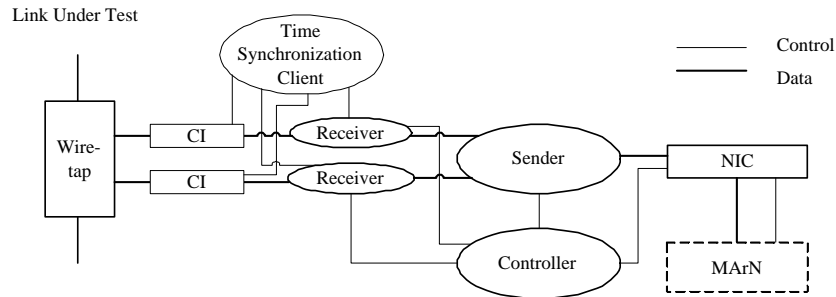 Link Under Test
Time
Synchronization
Client
Control
Data
CI
Receiver
Wire-
tap
Sender
NIC
CI
Receiver
Controller
MArN